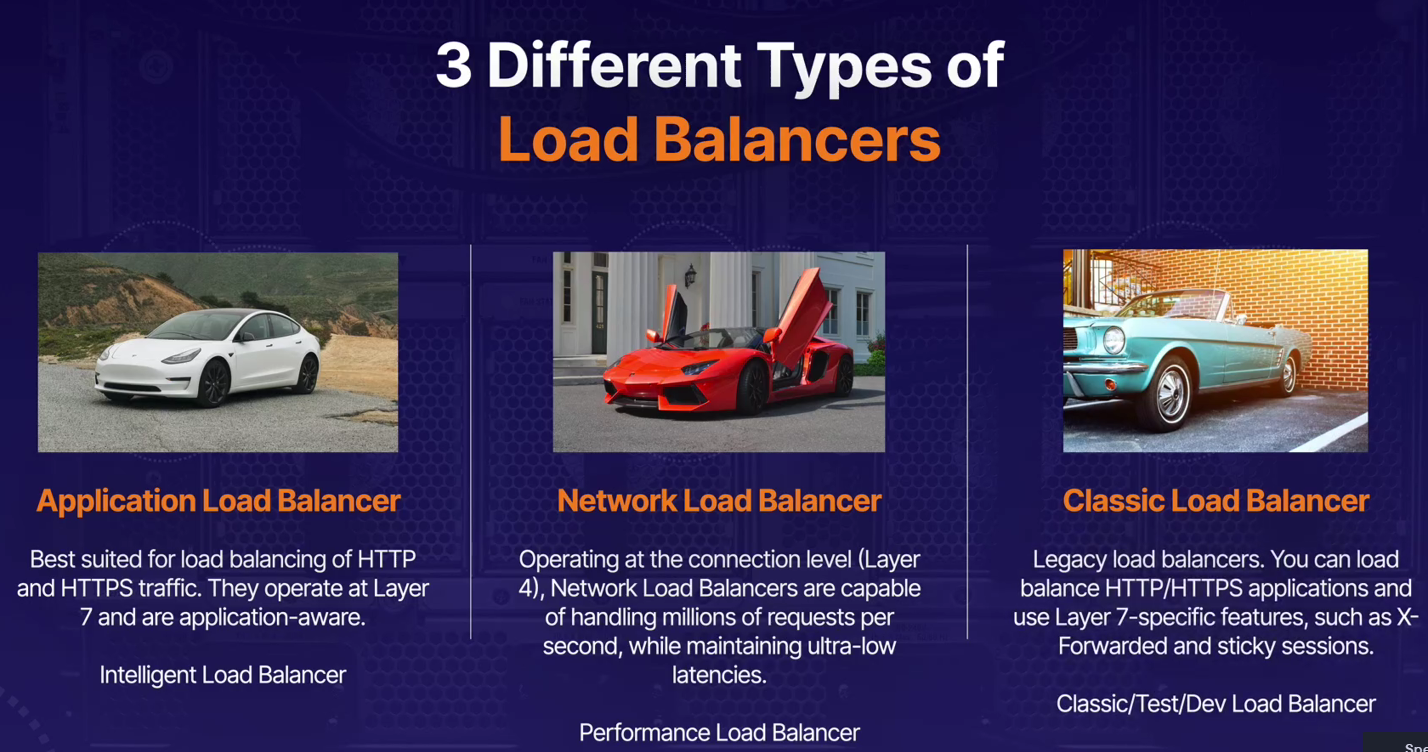 3 Different Types of
Load Balancers
Application Load Balancer
Best suited for load balancing of HTTP
and HTTPS traffic. They operate at Layer
7 and are application-aware.
Intelligent Load Balancer
Network Load Balancer
Operating at the connection level (Layer
4), Network Load Balancers are capable
of handling millions of requests per
second, while maintaining ultra-low
latencies.
Performance Load Balancer
Classic Load Balancer
Legacy load balancers. You can load
balance HTTP/HTTPS applications and
use Layer 7-specific features, such as X-
Forwarded and sticky sessions.
Classic/Test/Dev Load Balancer